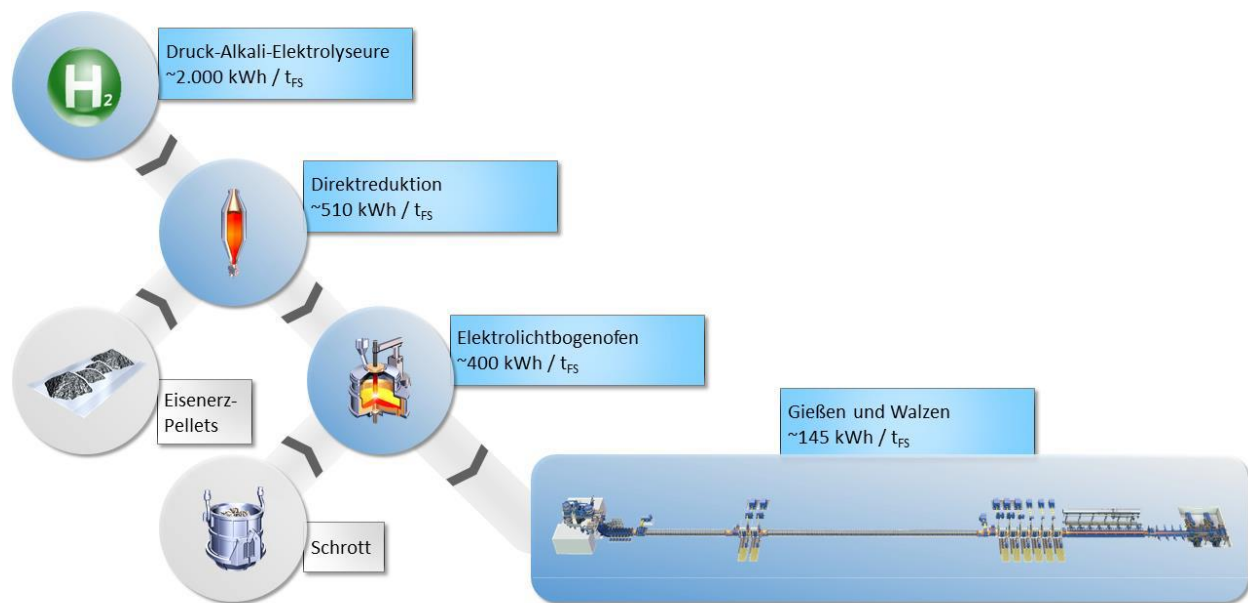 H2
Druck-Alkali-Elektrolyseure
~2.000 kWh / tFS
Direktreduktion
~510 kWh / tFS
Elektrolichtbogenofen
~400 kWh / tFS
Eisenerz-
Pellets
Gießen und Walzen
~145 kWh / tFS
Schrott